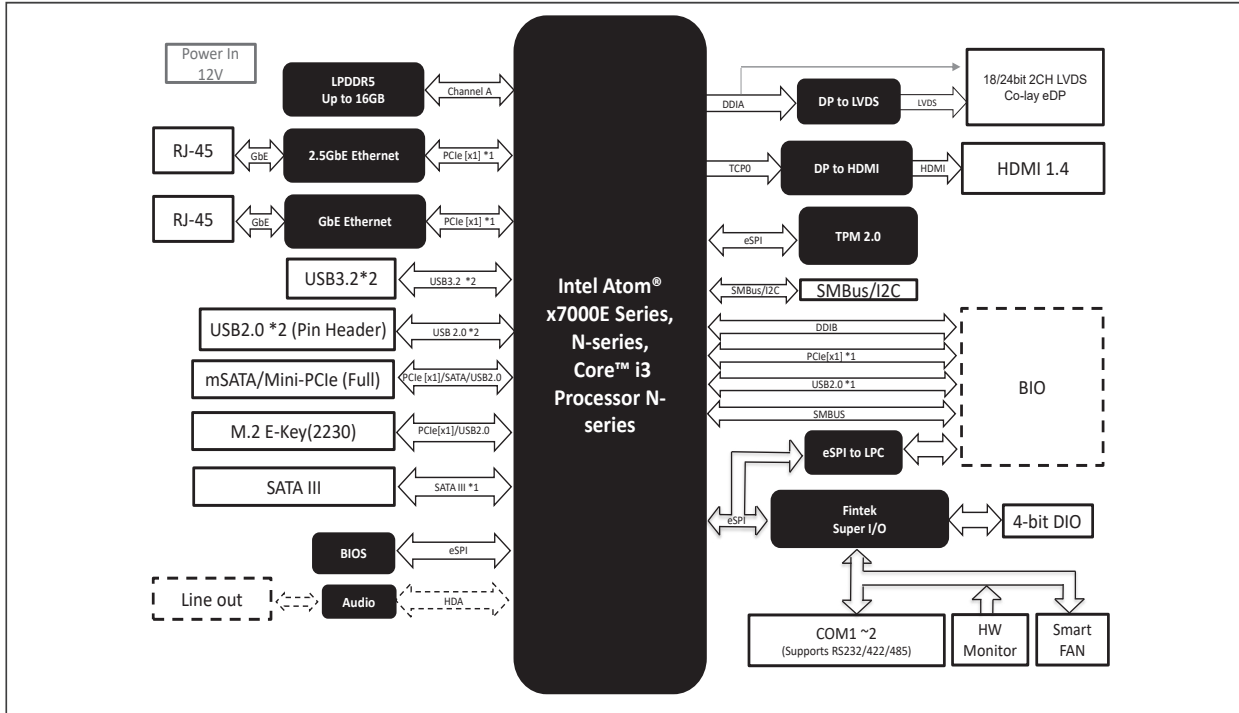 Power In
12V
LPDDR5
Up to 16GB
Channel A
RJ-45
GbE
2.5GbE Ethernet
PCIe [x1] *1
RJ-45
GbE
GbE Ethernet
PCIe [x1] *1
USB3.2*2
USB3.2 *2
USB2.0 *2 (Pin Header)
USB 2.0 *2
mSATA/Mini-PCIe (Full)
PCIe [x1]/SATA/USB2.0
M.2 E-Key(2230)
PCIe[x1]/USB2.0
SATA III
SATA III *1
BIOS
eSPI
Line out
Audio
HDA
Intel Atom®
x7000E Series,
N-series,
Core™ i3
Processor N-
series
DDIA
DP to LVDS
LVDS
18/24bit 2CH LVDS
Co-lay eDP
TCP0
DP to HDMI
HDMI
HDMI 1.4
eSPI
TPM 2.0
SMBus/I2C
SMBus/I2C
DDIB
PCIe[x1] *1
USB2.0 *1
SMBUS
BIO
eSPI to LPC
eSPI
Fintek
Super I/O
4-bit DIO
COM1 ~2
(Supports RS232/422/485)
HW
Monitor
Smart
FAN